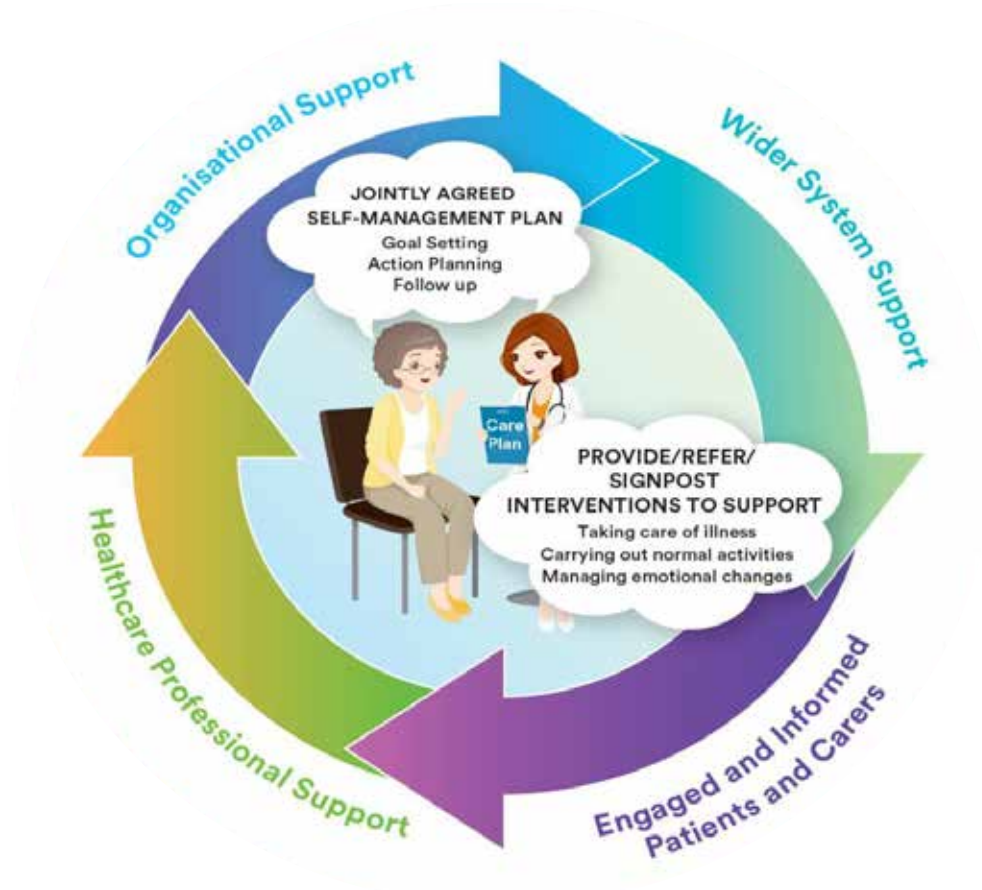 Organisational Support
Wider System Support
JOINTLY AGREED
SELF-MANAGEMENT PLAN
Goal Setting
Action Planning
Follow up
Care
Plan
PROVIDE/REFER/
SIGNPOST
INTERVENTIONS TO SUPPORT
Taking care of illness
Carrying out normal activities
Managing emotional changes
Healthcare Professional Support
Engaged and Informed
Patients and Carers